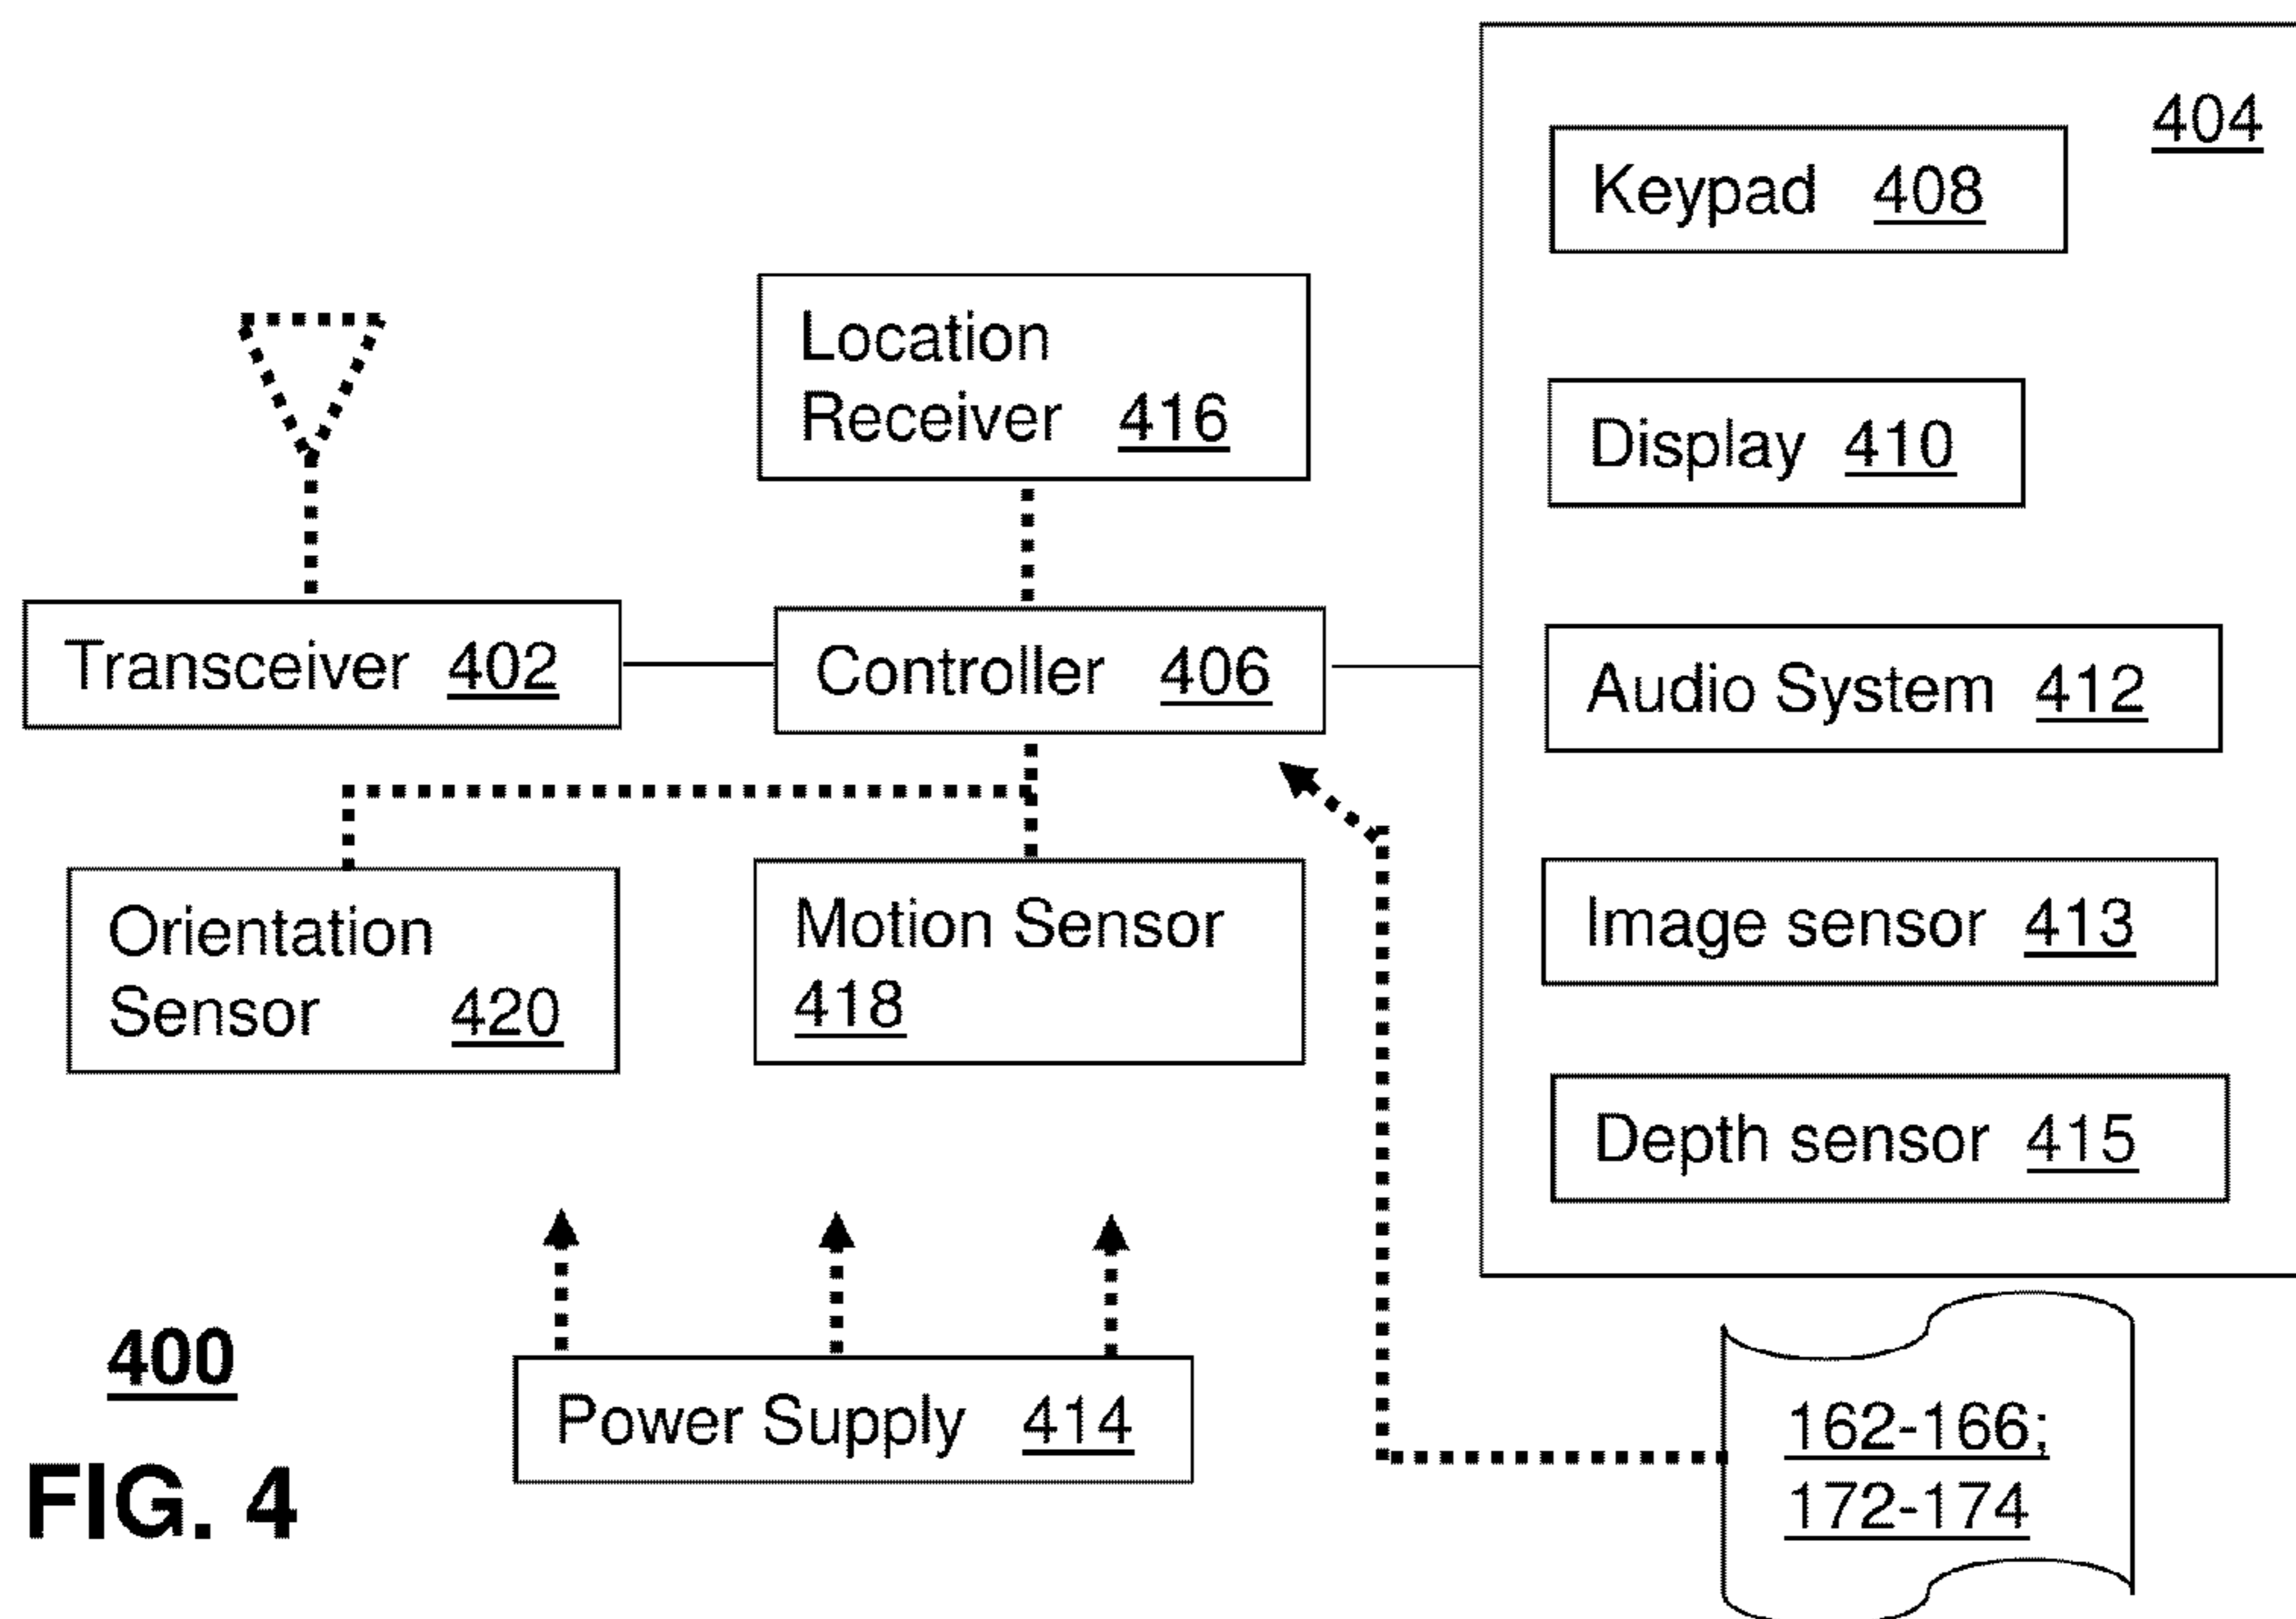 404
Keypad 408
Location
Receiver 416
Display 410
Transceiver 402
Controller 406
Audio System 412
Orientation
Sensor 420
Motion Sensor
418
Image sensor 413
Depth sensor 415
400
Power Supply 414
162-166;
172-174
FIG. 4